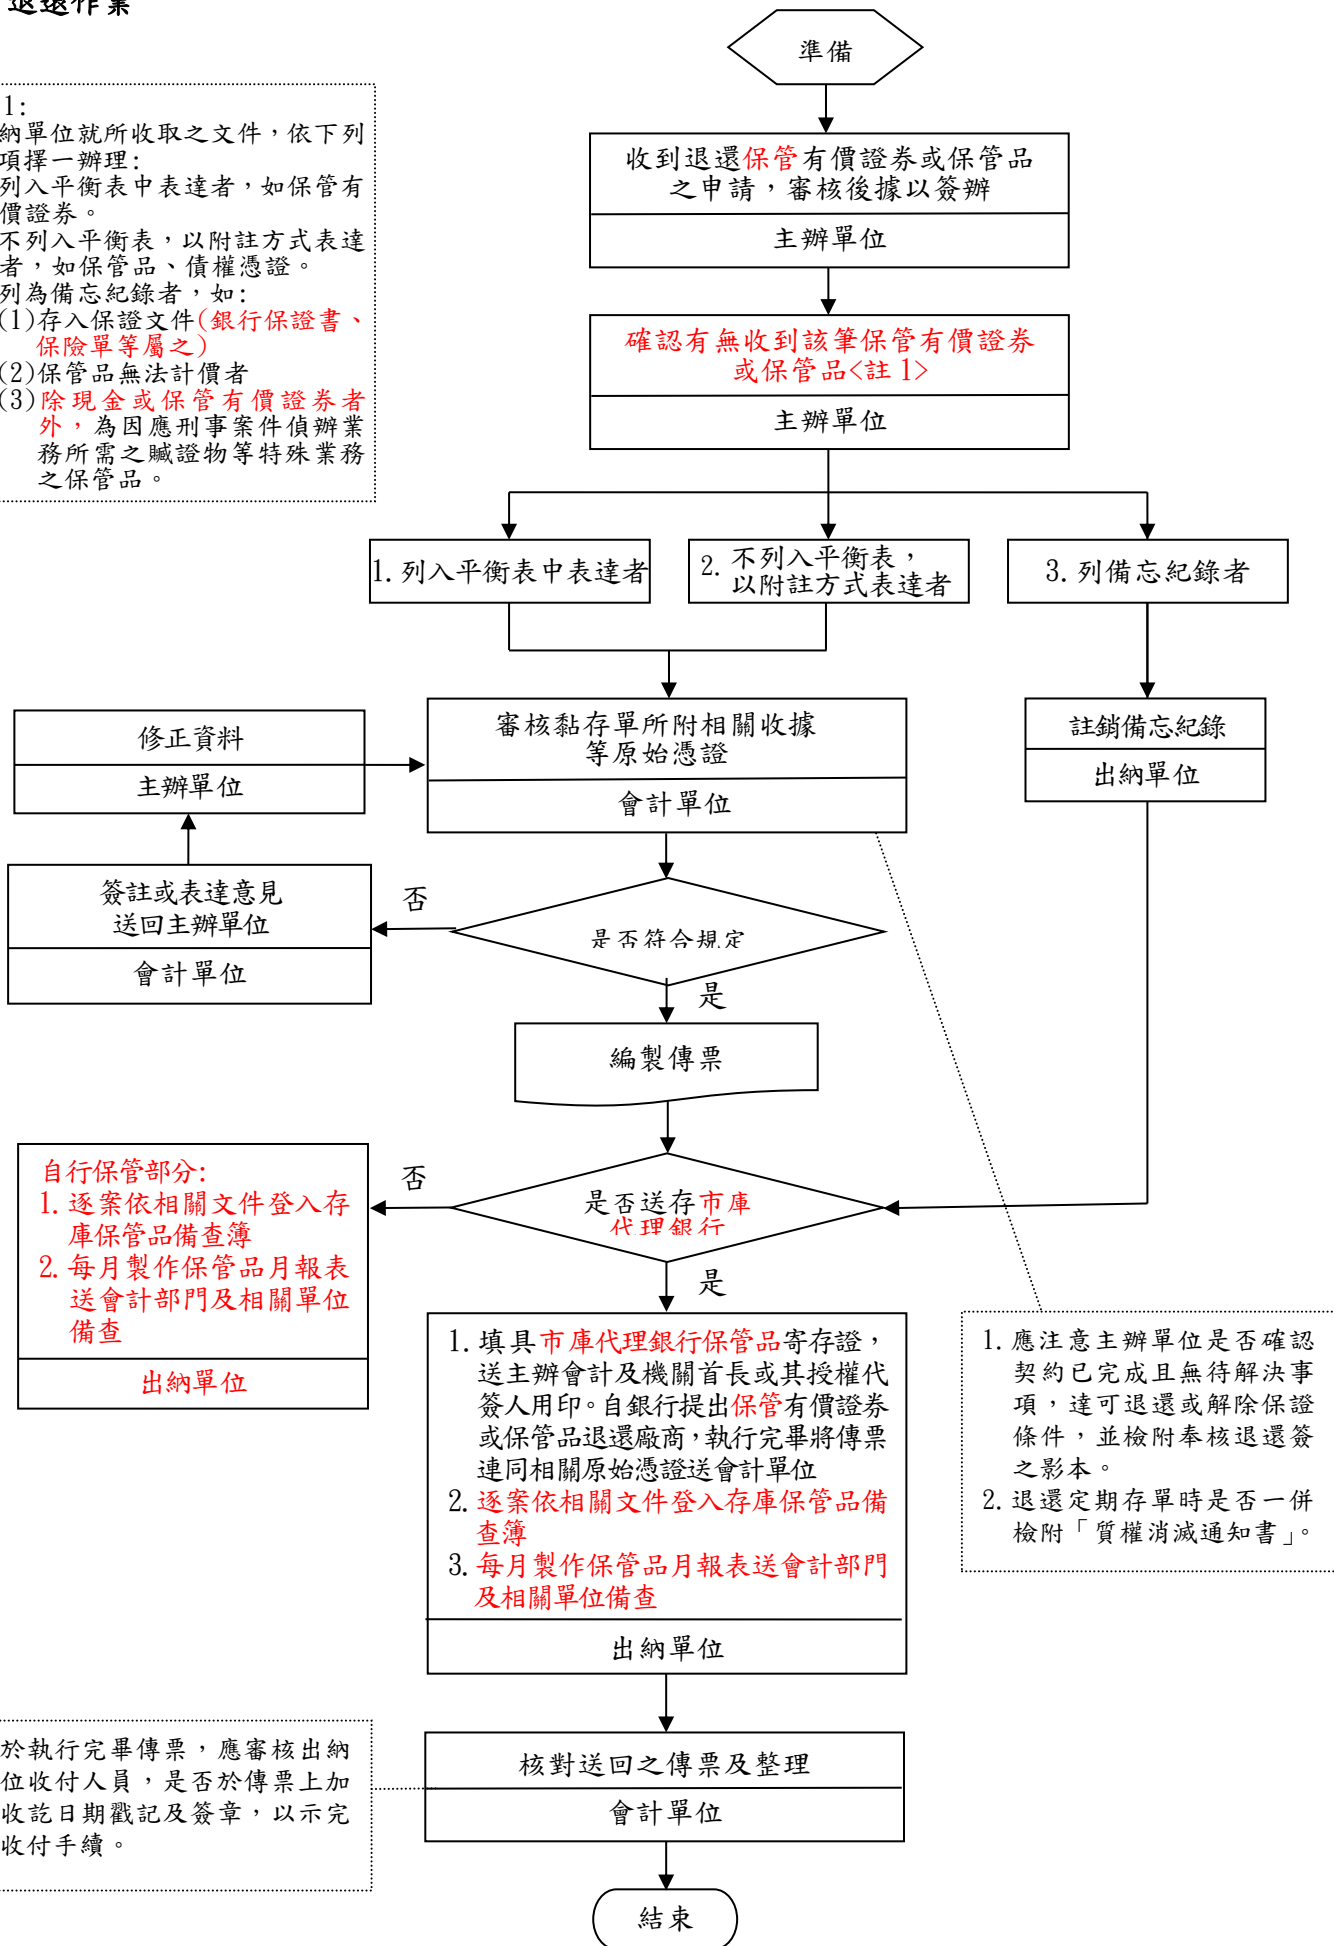 退還作業
準備
1:
納單位就所收取之文件，依下列
項擇一辦理:
列入平衡表中表達者，如保管有
價證券。
不列入平衡表，以附註方式表達
者，如保管品、債權憑證。
列為備忘紀錄者，如:
(1)存入保證文件(銀行保證書、
保險單等屬之)
(2)保管品無法計價者
(3)除現金或保管有價證券者
外，為因應刑事案件偵辦業
務所需之贓證物等特殊業務
之保管品。
收到退還保管有價證券或保管品
之申請，審核後據以簽辦
主辦單位
確認有無收到該筆保管有價證券
或保管品<註1>
主辦單位
1.列入平衡表中表達者
2.不列入平衡表，
以附註方式表達者
3.列備忘紀錄者
修正資料
主辦單位
審核黏存單所附相關收據
等原始憑證
會計單位
註銷備忘紀錄
出納單位
簽註或表達意見
送回主辦單位
會計單位
否
是否符合規定
是
編製傳票
自行保管部分:
1.逐案依相關文件登入存
庫保管品備查簿
2.每月製作保管品月報表
送會計部門及相關單位
備查
出納單位
否
是否送存市庫
代理銀行
是
1.填具市庫代理銀行保管品寄存證，
送主辦會計及機關首長或其授權代
簽人用印。自銀行提出保管有價證券
或保管品退還廠商，執行完畢將傳票
連同相關原始憑證送會計單位
2.逐案依相關文件登入存庫保管品備
查簿
3.每月製作保管品月報表送會計部門
及相關單位備查
出納單位
1.應注意主辦單位是否確認
契約已完成且無待解決事
項，達可退還或解除保證
條件，並檢附奉核退還簽
之影本。
2.退還定期存單時是否一併
檢附「質權消滅通知書」。
於執行完畢傳票，應審核出納
位收付人員，是否於傳票上加
收訖日期戳記及簽章，以示完
收付手續。
核對送回之傳票及整理
會計單位
結束